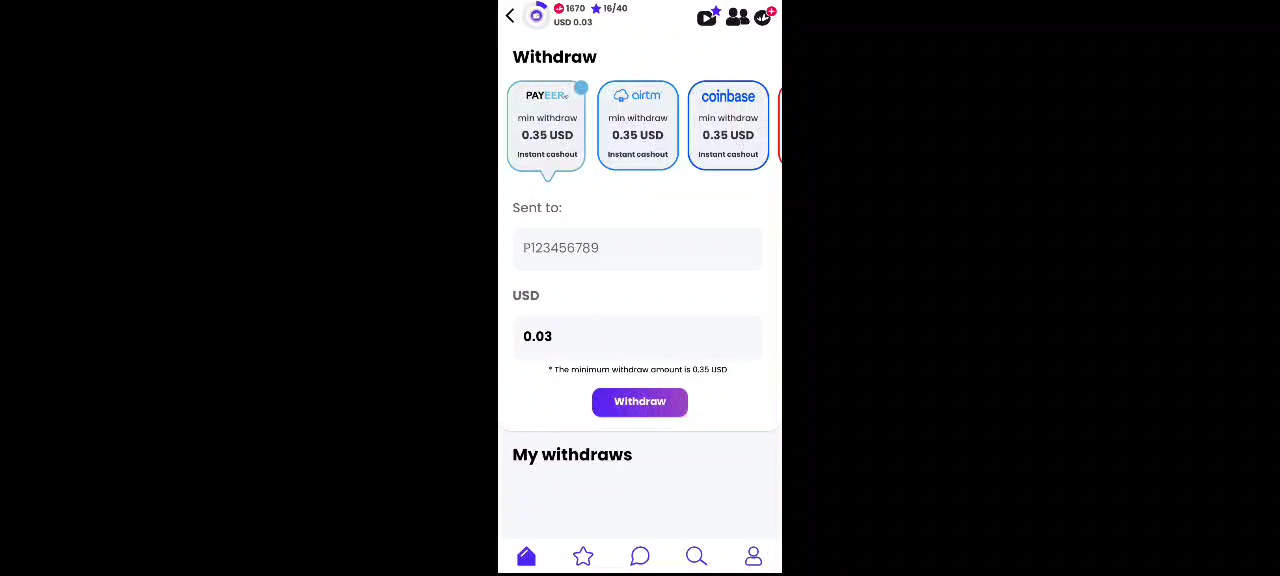 1670 16/40
USD 0.03
Withdraw
PAYEER
min withdraw
0.35 USD
Instant cashout
airtm
min withdraw
0.35 USD
Instant cashout
coinbase
min withdraw
0.35 USD
Instant cashout
Sent to:
P123456789
USD
0.03
* The minimum withdraw amount is 0.35 USD
Withdraw
My withdraws